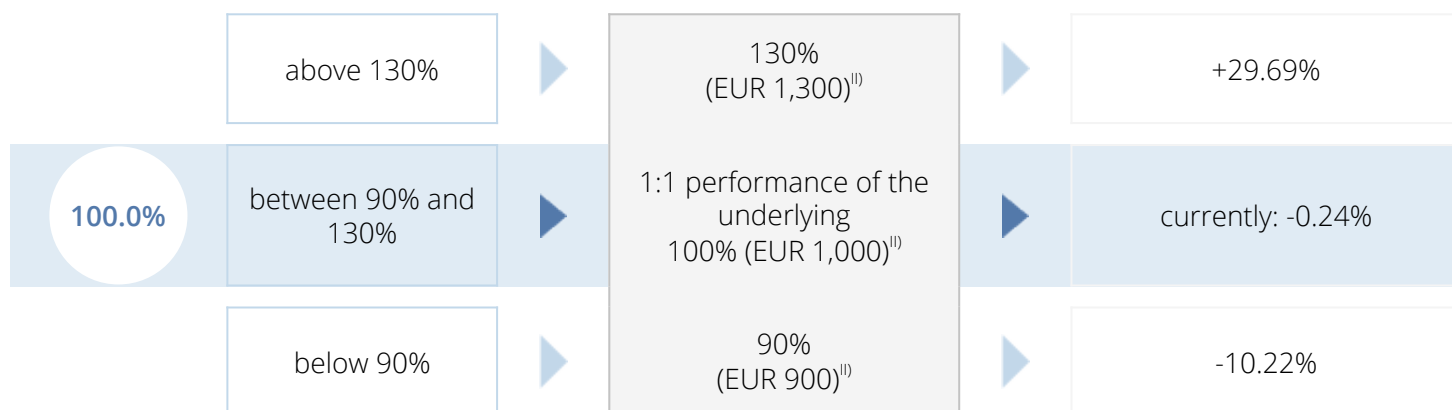 above 130%
130%
(EUR 1,300)II)
+29.69%
100.0%
between 90% and
130%
1:1 performance of the
underlying
100% (EUR 1,000)II)
currently: -0.24%
below 90%
90%
(EUR 900)II)
-10.22%